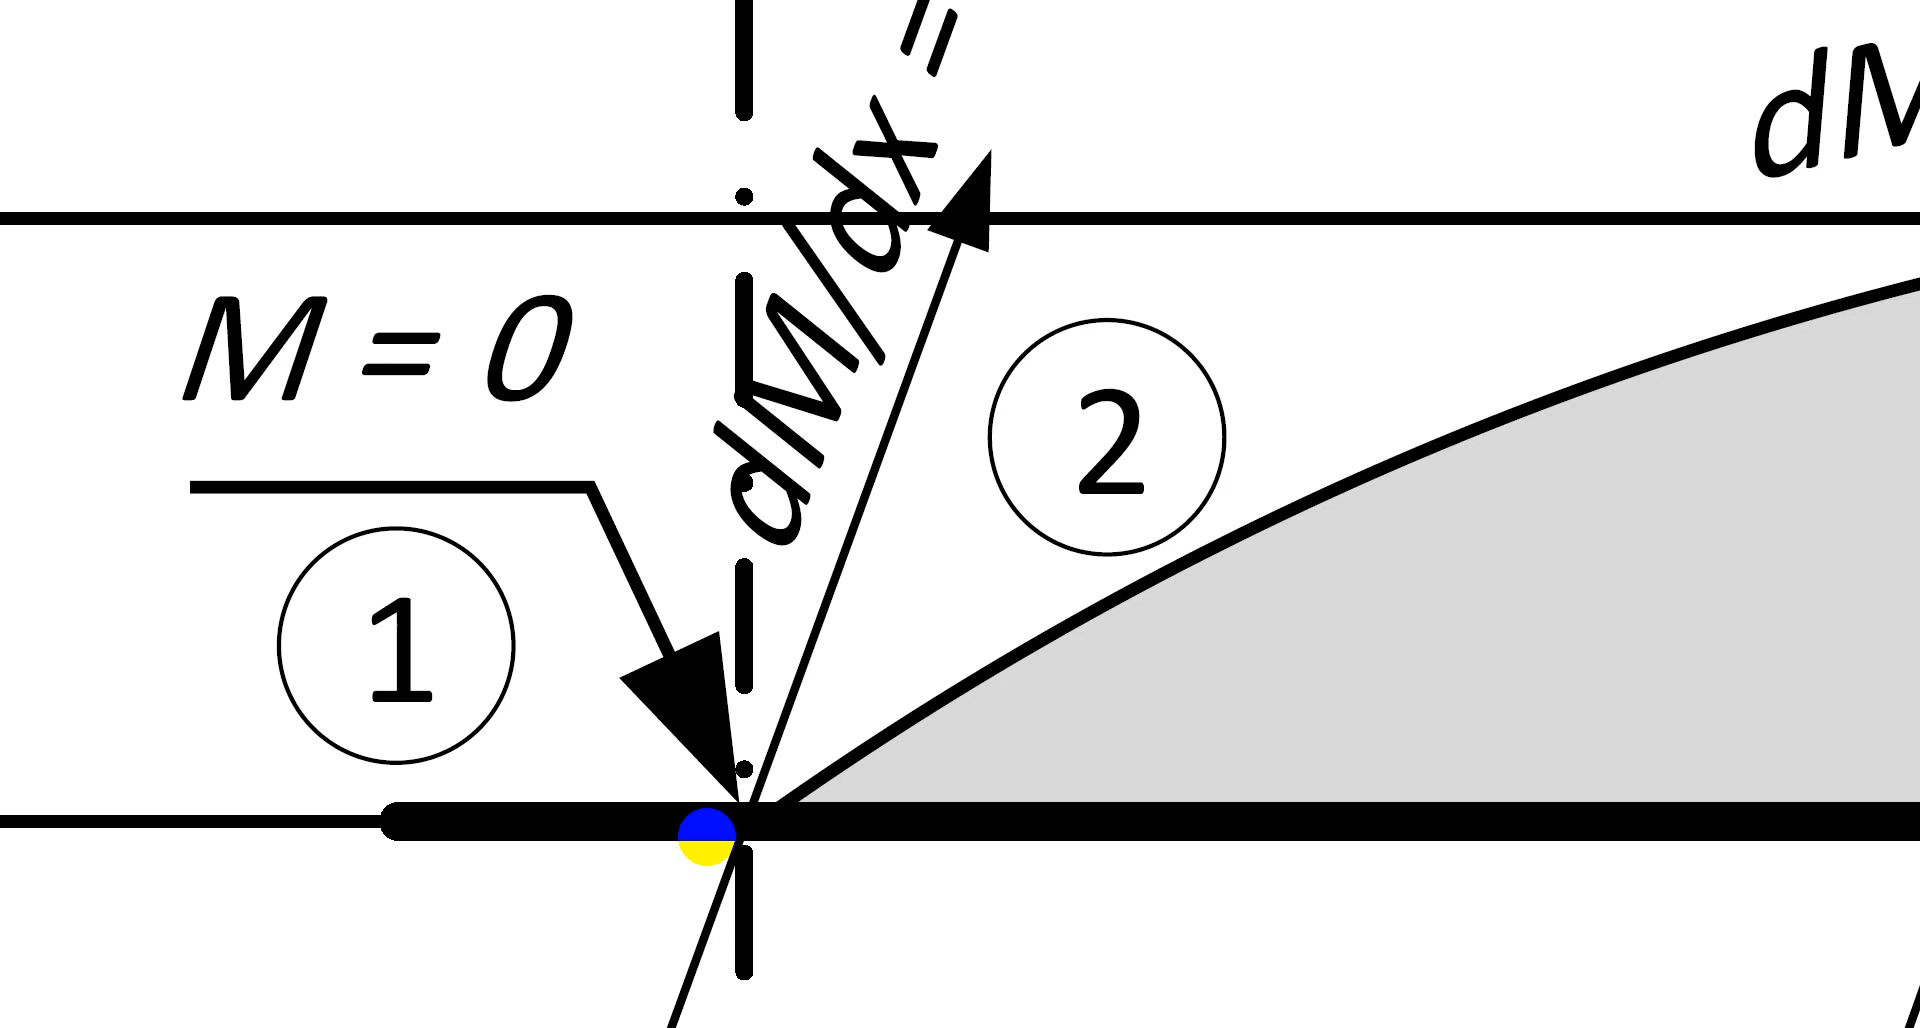 dM/dx =
dM
M = 0
2
1